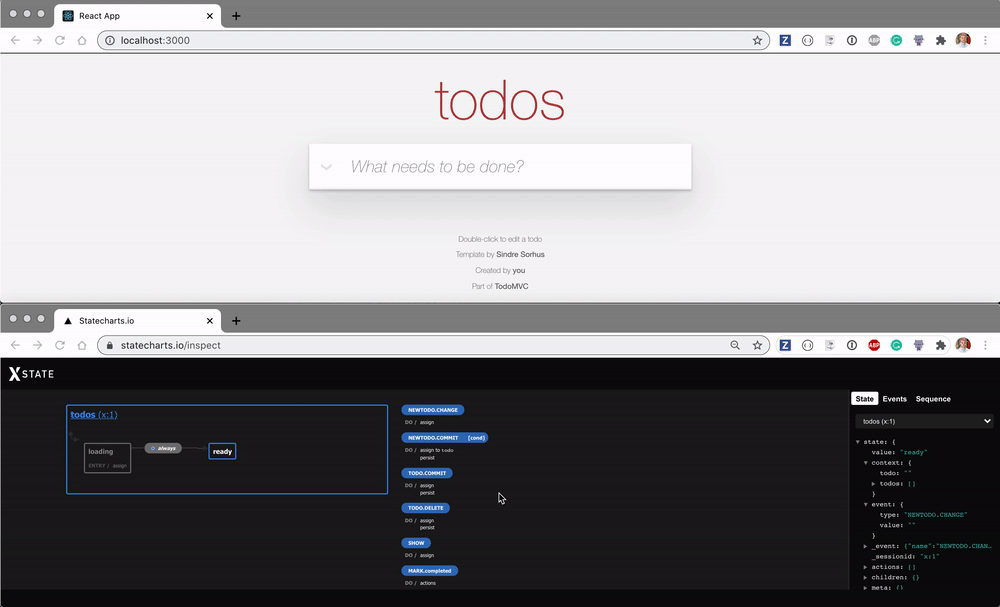 React App
localhost:3000
ABP
todos
What needs to be done?
Double-click to edit a todo
Template by Sindre Sorhus
Created by you
Part of TodoMVC
Statecharts.io
statecharts.io/inspect
ABP
XSTATE
todos (x:1)
loading
ENTRY / assign
always
ready
NEWTODO.CHANGE
DO / assign
NEWTODO.COMMIT [cond]
DO / assign to todo
persist
TODO.COMMIT
DO / assign
persist
TODO.DELETE
DO / assign
persist
SHOW
DO / assign
MARK.completed
DO / actions
State Events Sequence
todos (x:1)
state: {
value: "ready"
context: {
todo: ""
todos: []
}
event: {
type: "NEWTODO.CHANGE"
value: ""
}
_event: {"name":"NEWTODO.CHAN…
_sessionid: "x:1"
actions: []
children: {}
meta: {}